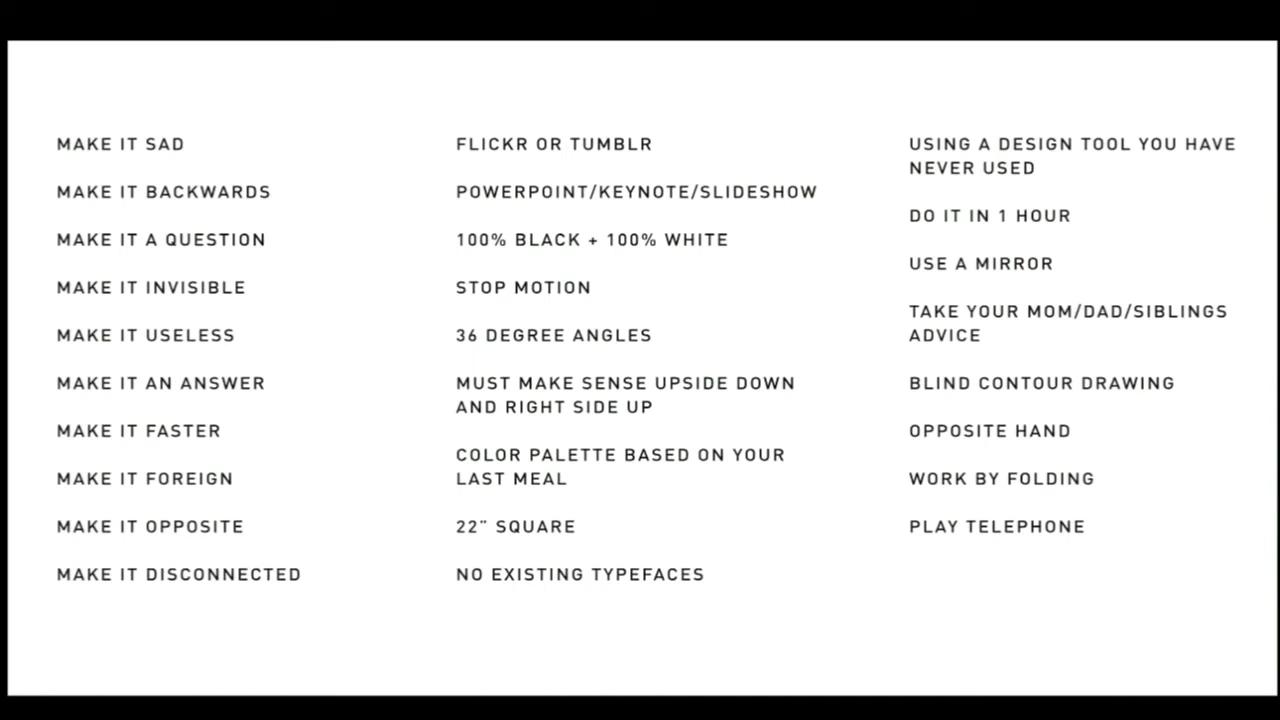 MAKE IT SAD
MAKE IT BACKWARDS
MAKE IT A QUESTION
MAKE IT INVISIBLE
MAKE IT USELESS
MAKE IT AN ANSWER
MAKE IT FASTER
MAKE IT FOREIGN
MAKE IT OPPOSITE
MAKE IT DISCONNECTED
FLICKR OR TUMBLR
POWERPOINT/KEYNOTE/SLIDESHOW
100% BLACK + 100% WHITE
STOP MOTION
36 DEGREE ANGLES
MUST MAKE SENSE UPSIDE DOWN
AND RIGHT SIDE UP
COLOR PALETTE BASED ON YOUR
LAST MEAL
22" SQUARE
NO EXISTING TYPEFACES
USING A DESIGN TOOL YOU HAVE
NEVER USED
DO IT IN 1 HOUR
USE A MIRROR
TAKE YOUR MOM/DAD/SIBLINGS
ADVICE
BLIND CONTOUR DRAWING
OPPOSITE HAND
WORK BY FOLDING
PLAY TELEPHONE